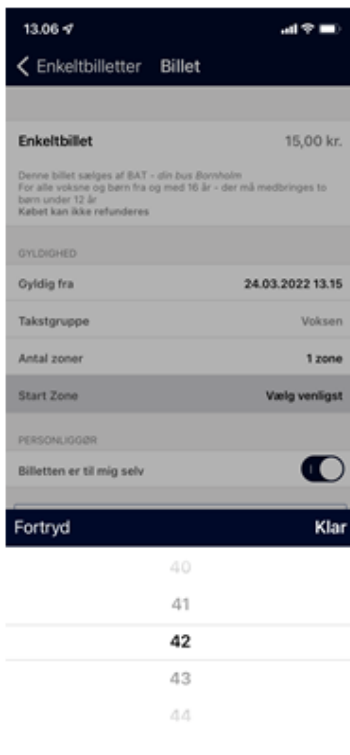 13.06
Enkeltbilletter Billet
Enkeltbillet 15,00 kr.
Denne billet sælges af BAT - din bus Bornholm
For alle voksne og børn fra og med 16 år - der må medbringes to
børn under 12 år
Købet kan ikke refunderes
GYLDIGHED
Gyldig fra 24.03.2022 13.15
Takstgruppe Voksen
Antal zoner 1 zone
Start Zone Vælg venligst
PERSONLIGGØR
Billetten er til mig selv
Fortryd Klar
40
41
42
43
44